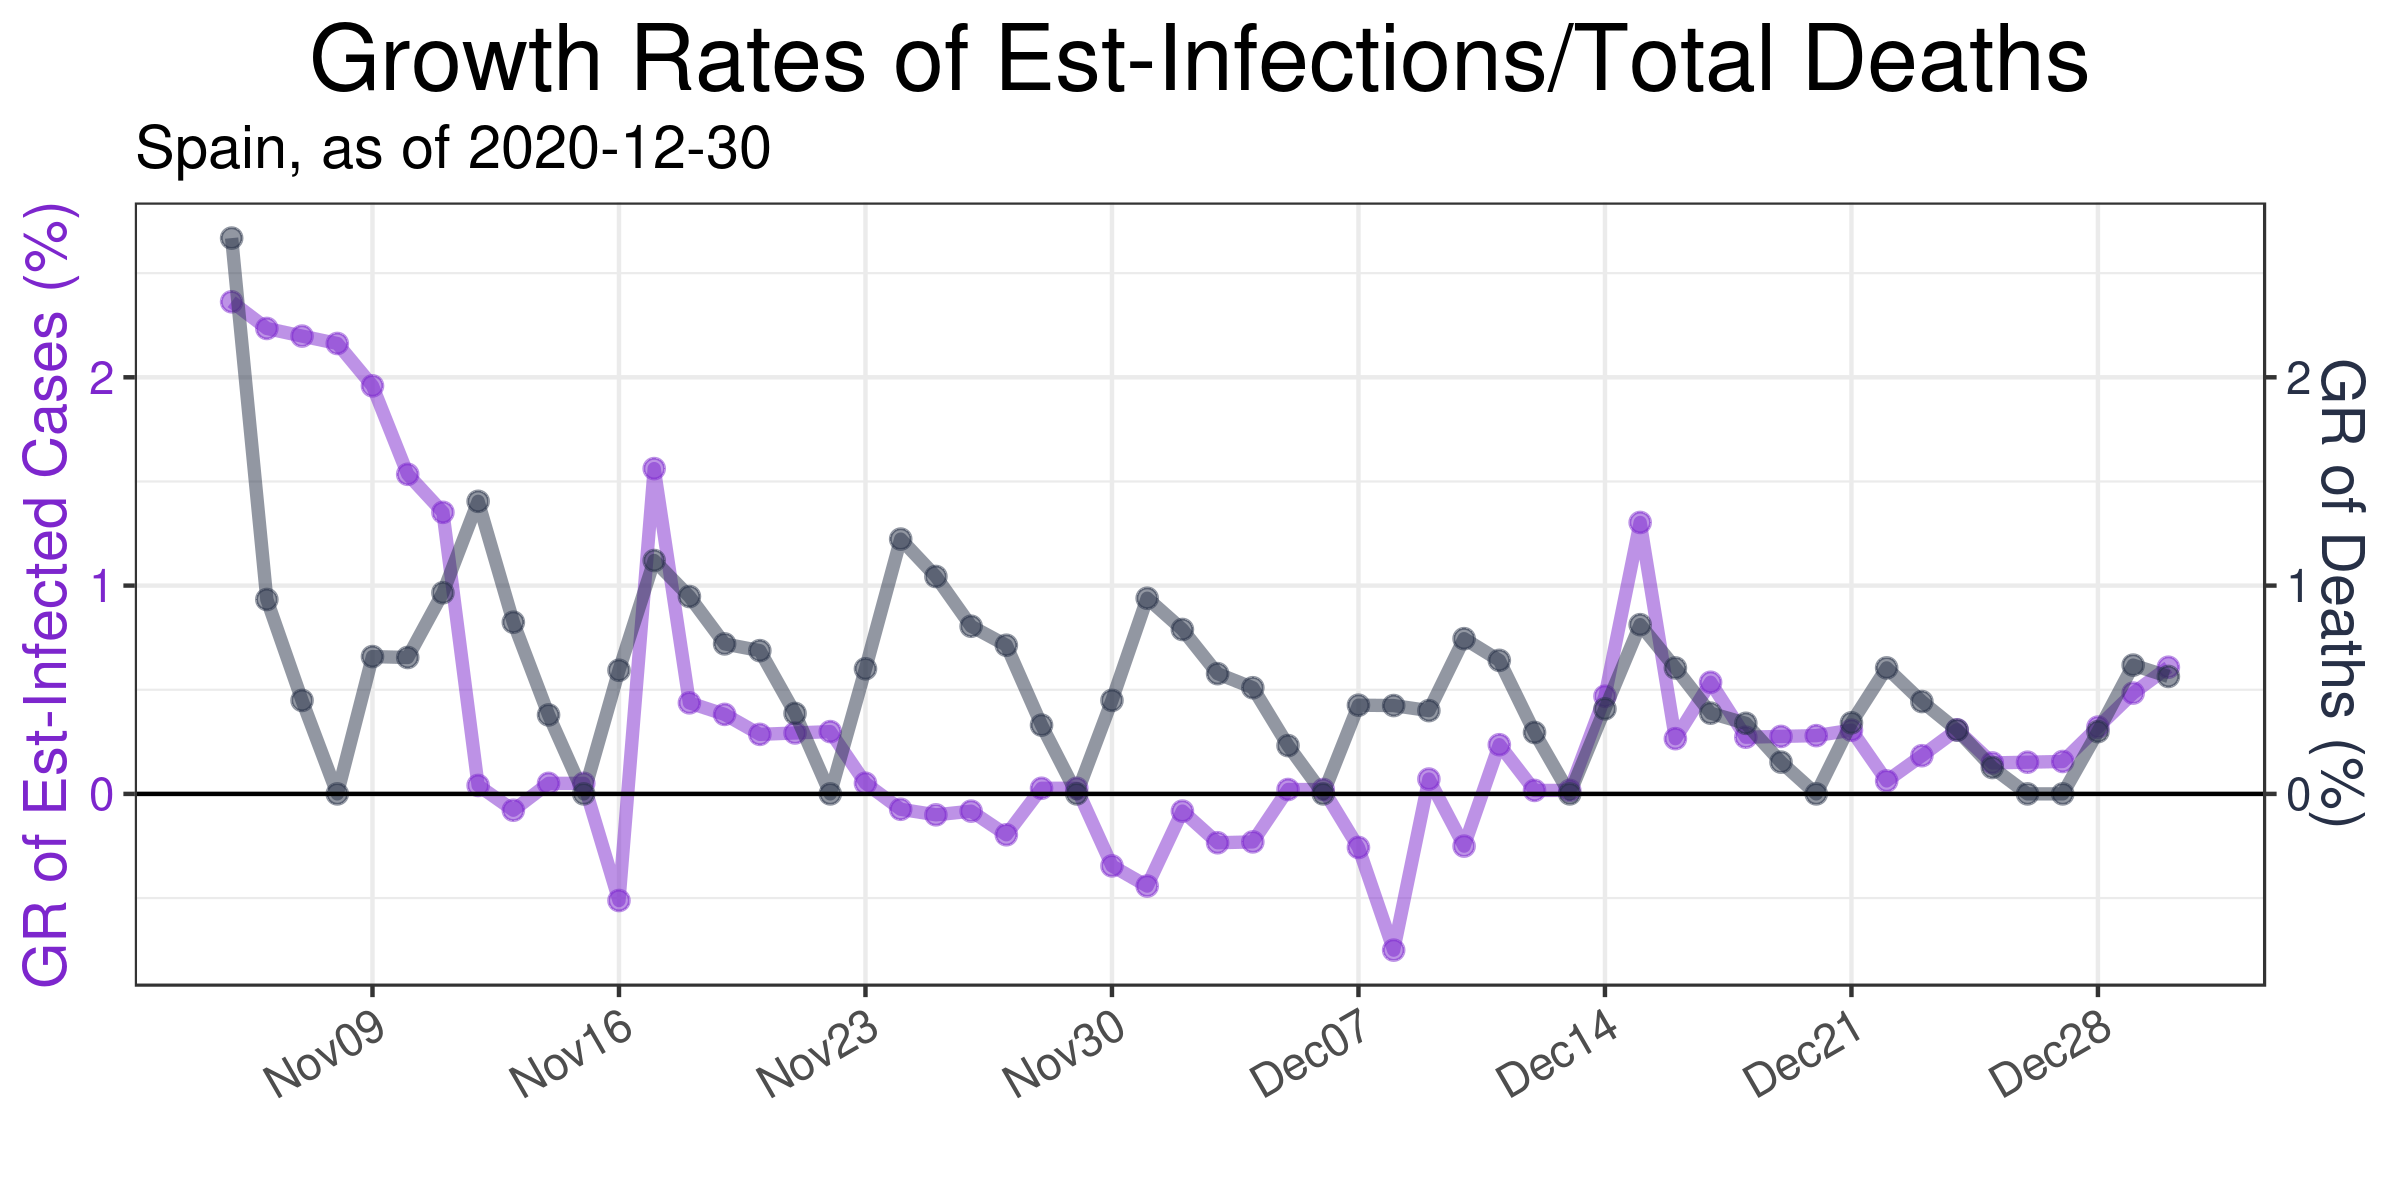 Growth Rates of Est-Infections/Total Deaths
Spain, as of 2020-12-30
GR of Est-Infected Cases (%)
2
1
0
2
1
0
GR of Deaths (%)
Nov09
Nov16
Nov23
Nov30
Dec07
Dec14
Dec21
Dec28